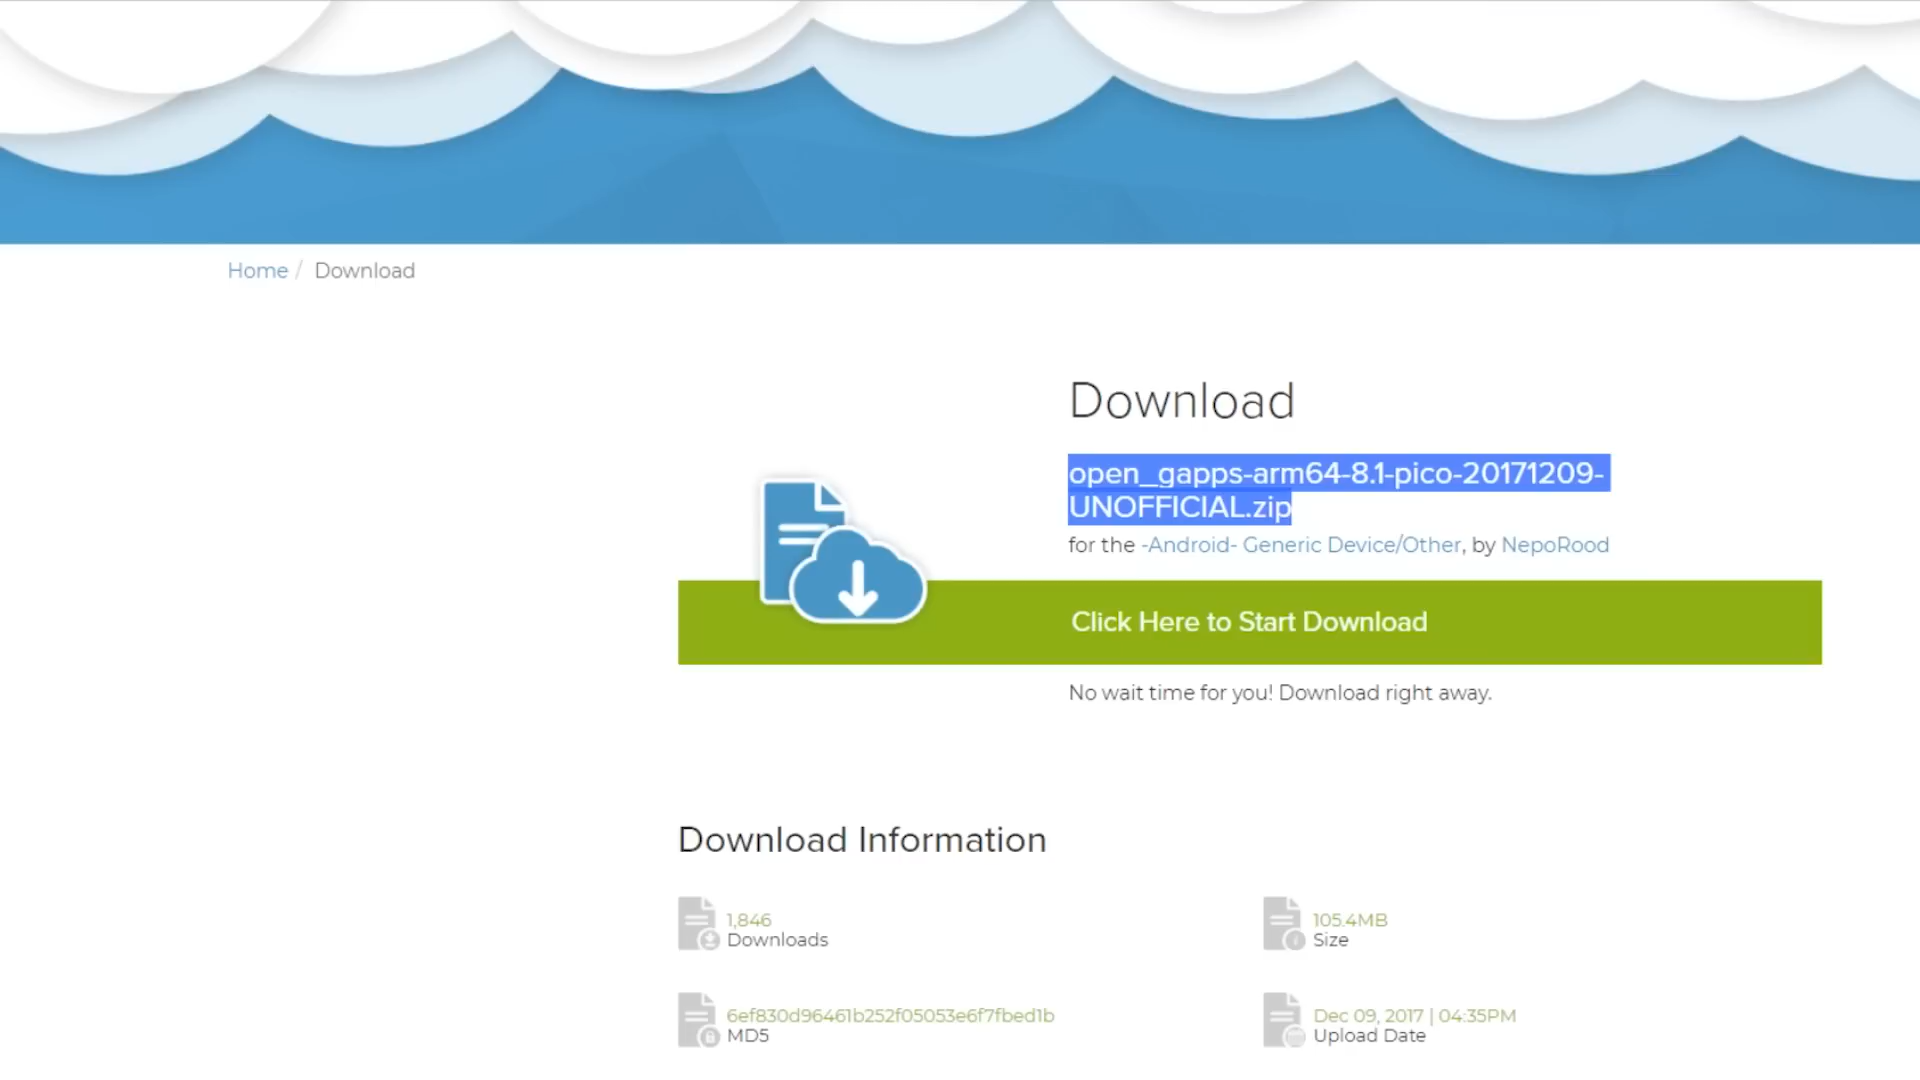 Home / Download
Download
open_gapps-arm64-8.1-pico-20171209-
UNOFFICIAL.zip
for the -Android- Generic Device/Other, by NepoRood
Click Here to Start Download
No wait time for you! Download right away.
Download Information
1,846
Downloads
105.4MB
Size
6ef830d96461b252f05053e6f7fbed1b
MD5
Dec 09, 2017 | 04:35PM
Upload Date